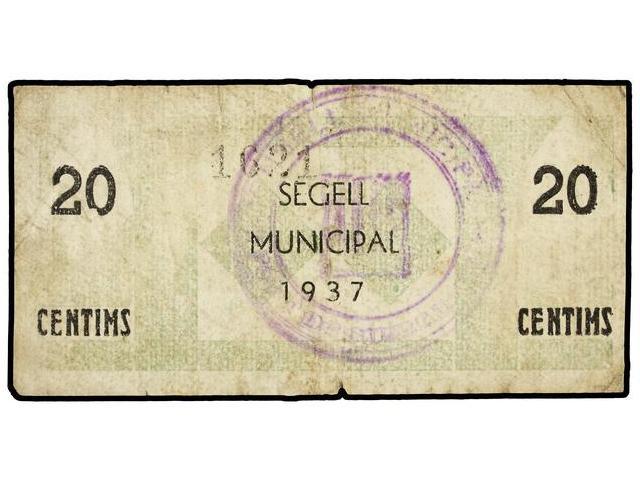 1621
20
SEGELL
MUNICIPAL
1937
20
CENTIMS
CENTIMS